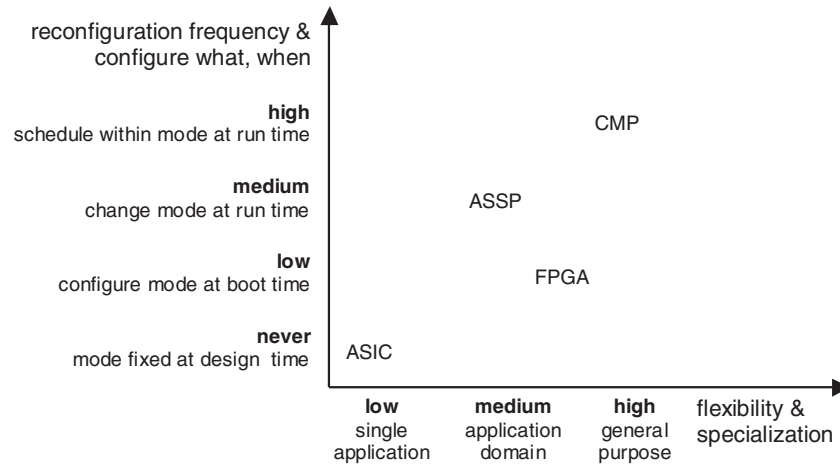 reconfiguration frequency &
configure what, when
high
schedule within mode at run time
CMP
medium
change mode at run time
ASSP
low
configure mode at boot time
FPGA
never
mode fixed at design time
ASIC
low
single
application
medium
application
domain
high
general
purpose
flexibility &
specialization